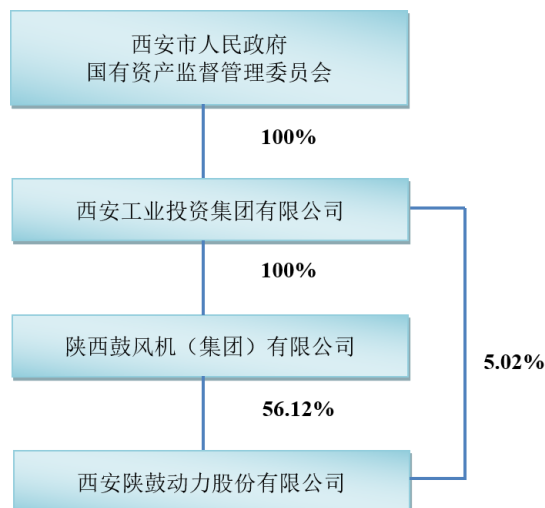 西安市人民政府
国有资产监督管理委员会
100%
西安工业投资集团有限公司
100%
陕西鼓风机（集团）有限公司
5.02%
56.12%
西安陕鼓动力股份有限公司